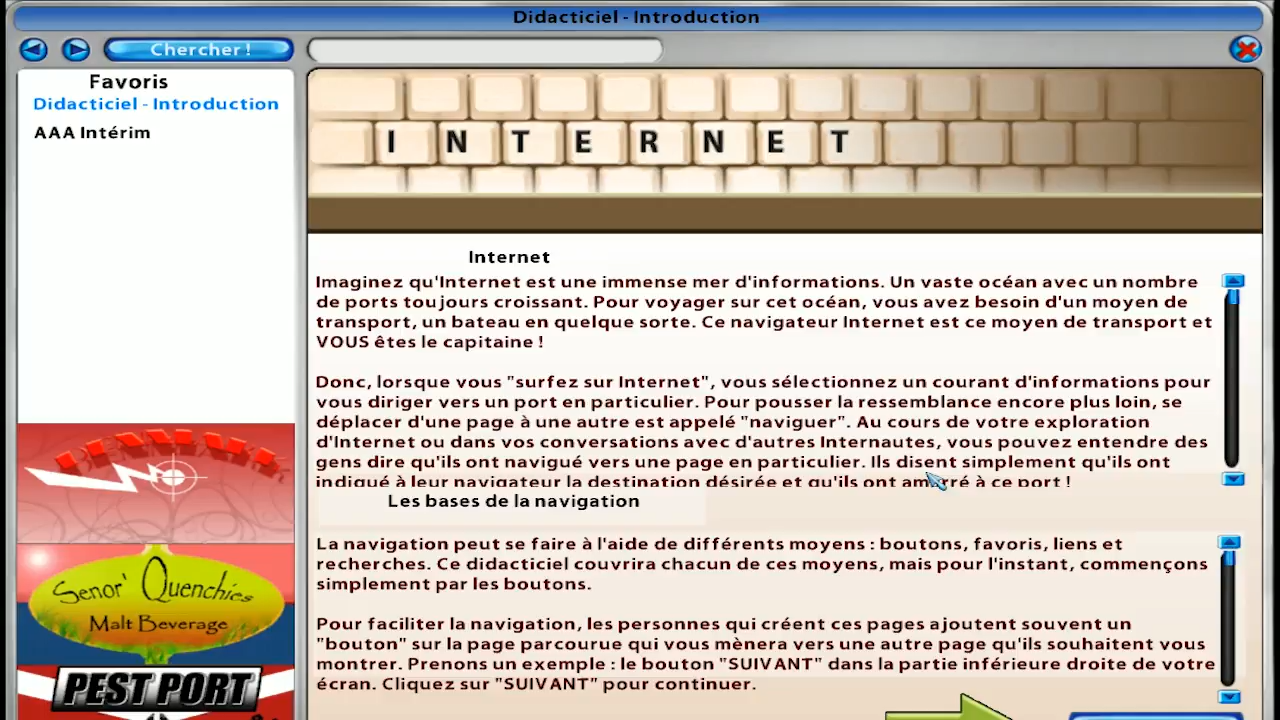 Didacticiel - Introduction
Chercher !
Favoris
Didacticiel - Introduction
AAA Intérim
INTERNET
Internet
Imaginez qu'Internet est une immense mer d'informations. Un vaste océan avec un nombre
de ports toujours croissant. Pour voyager sur cet océan, vous avez besoin d'un moyen de
transport, un bateau en quelque sorte. Ce navigateur Internet est ce moyen de transport et
VOUS êtes le capitaine !
Donc, lorsque vous "surfez sur Internet", vous sélectionnez un courant d'informations pour
vous diriger vers un port en particulier. Pour pousser la ressemblance encore plus loin, se
déplacer d'une page à une autre est appelé "naviguer". Au cours de votre exploration
d'Internet ou dans vos conversations avec d'autres Internautes, vous pouvez entendre des
gens dire qu'ils ont navigué vers une page en particulier. Ils disent simplement qu'ils ont
indiqué à leur navigateur la destination désirée et qu'ils ont amarré à ce port !
Les bases de la navigation
La navigation peut se faire à l'aide de différents moyens : boutons, favoris, liens et
recherches. Ce didacticiel couvrira chacun de ces moyens, mais pour l'instant, commençons
simplement par les boutons.
Pour faciliter la navigation, les personnes qui créent ces pages ajoutent souvent un
"bouton" sur la page parcourue qui vous mènera vers une autre page qu'ils souhaitent vous
montrer. Prenons un exemple : le bouton "SUIVANT" dans la partie inférieure droite de votre
écran. Cliquez sur "SUIVANT" pour continuer.
Senor' Quenchies
Malt Beverage
PEST PORT